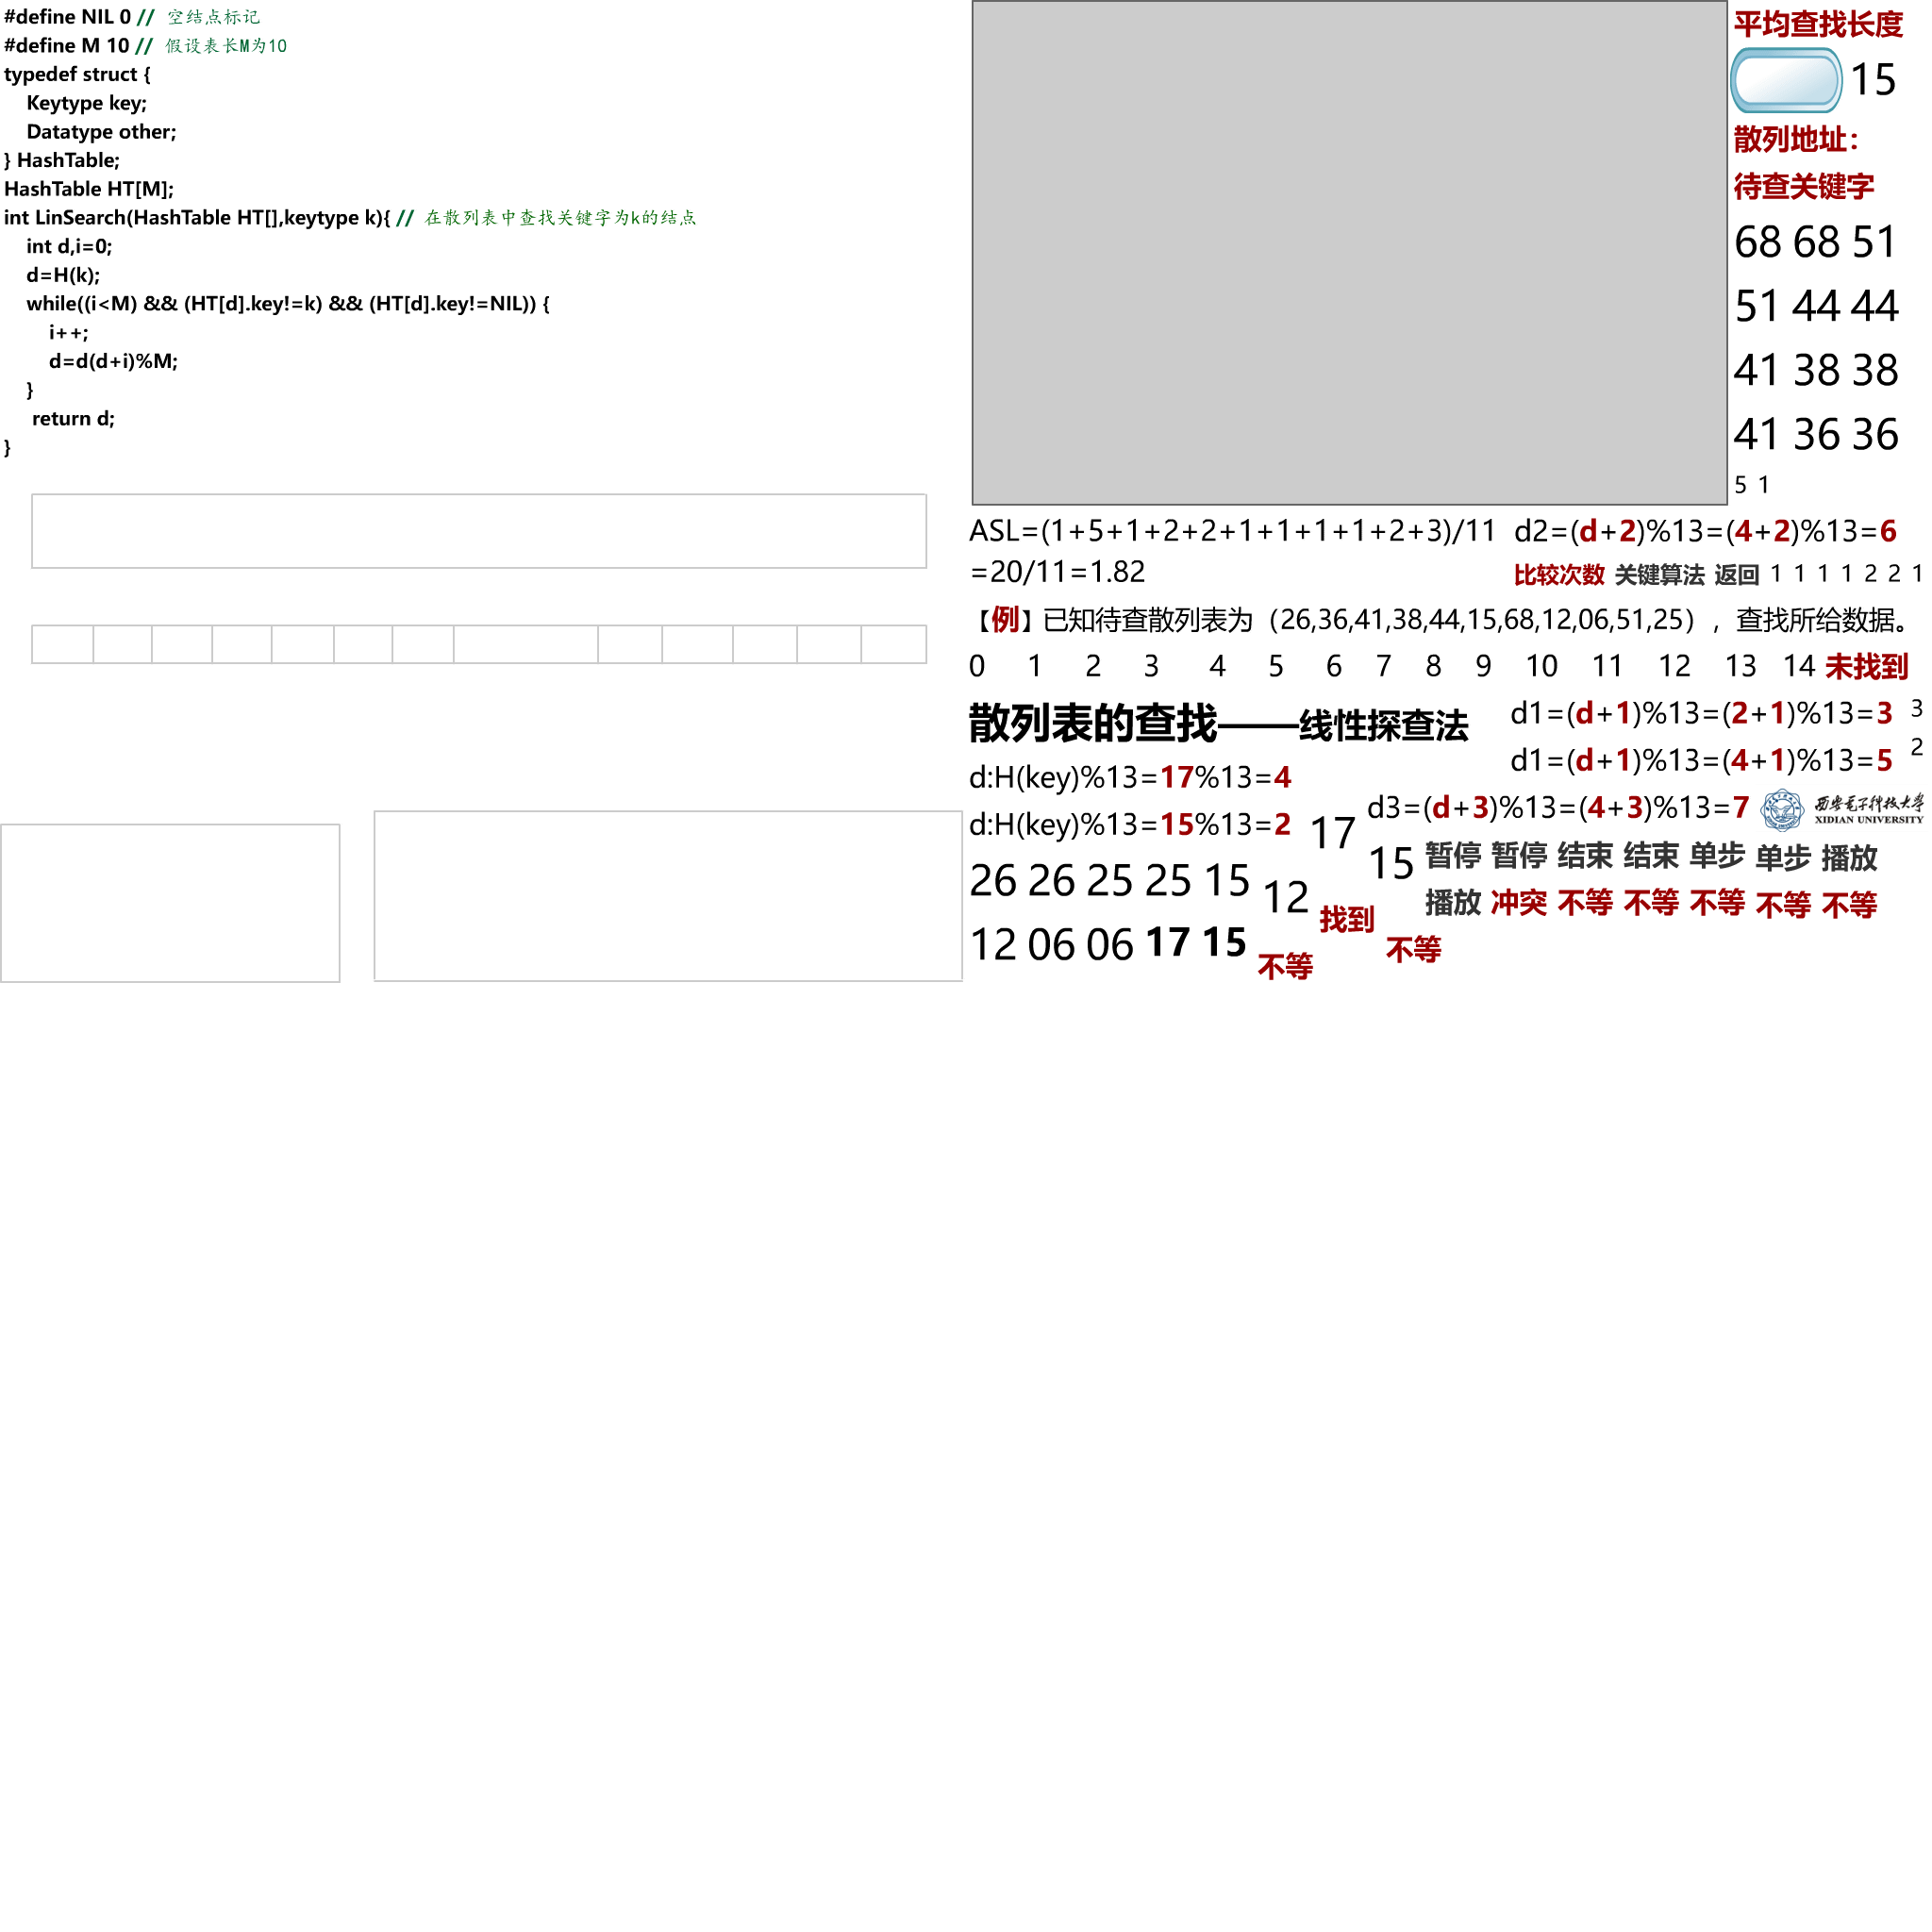 #define NIL 0 // 空结点标记
#define M 10 // 假设表长M为10
typedef struct {
Keytype key;
Datatype other;
} HashTable;
HashTable HT[M];
int LinSearch(HashTable HT[],keytype k){ // 在散列表中查找关键字为k的结点
int d,i=0;
d=H(k);
while((i<M) && (HT[d].key!=k) && (HT[d].key!=NIL)) {
i++;
d=d(d+i)%M;
}
return d;
}
平均查找长度
15
散列地址：
待查关键字
68 68 51
51 44 44
41 38 38
41 36 36
5 1
ASL=(1+5+1+2+2+1+1+1+1+2+3)/11
=20/11=1.82
d2=(d+2)%13=(4+2)%13=6
比较次数 关键算法 返回 1 1 1 1 2 2 1
【例】已知待查散列表为（26,36,41,38,44,15,68,12,06,51,25），查找所给数据。
0 1 2 3 4 5 6 7 8 9 10 11 12 13 14 未找到
散列表的查找——线性探查法
d1=(d+1)%13=(2+1)%13=3 3
d1=(d+1)%13=(4+1)%13=5 2
d:H(key)%13=17%13=4
d:H(key)%13=15%13=2
17
d3=(d+3)%13=(4+3)%13=7
西安电子科技大学
XIDIAN UNIVERSITY
15
暂停 暂停 结束 结束 单步 单步 播放
26 26 25 25 15 12
找到
播放 冲突 不等 不等 不等 不等 不等
12 06 06 17 15
不等
不等